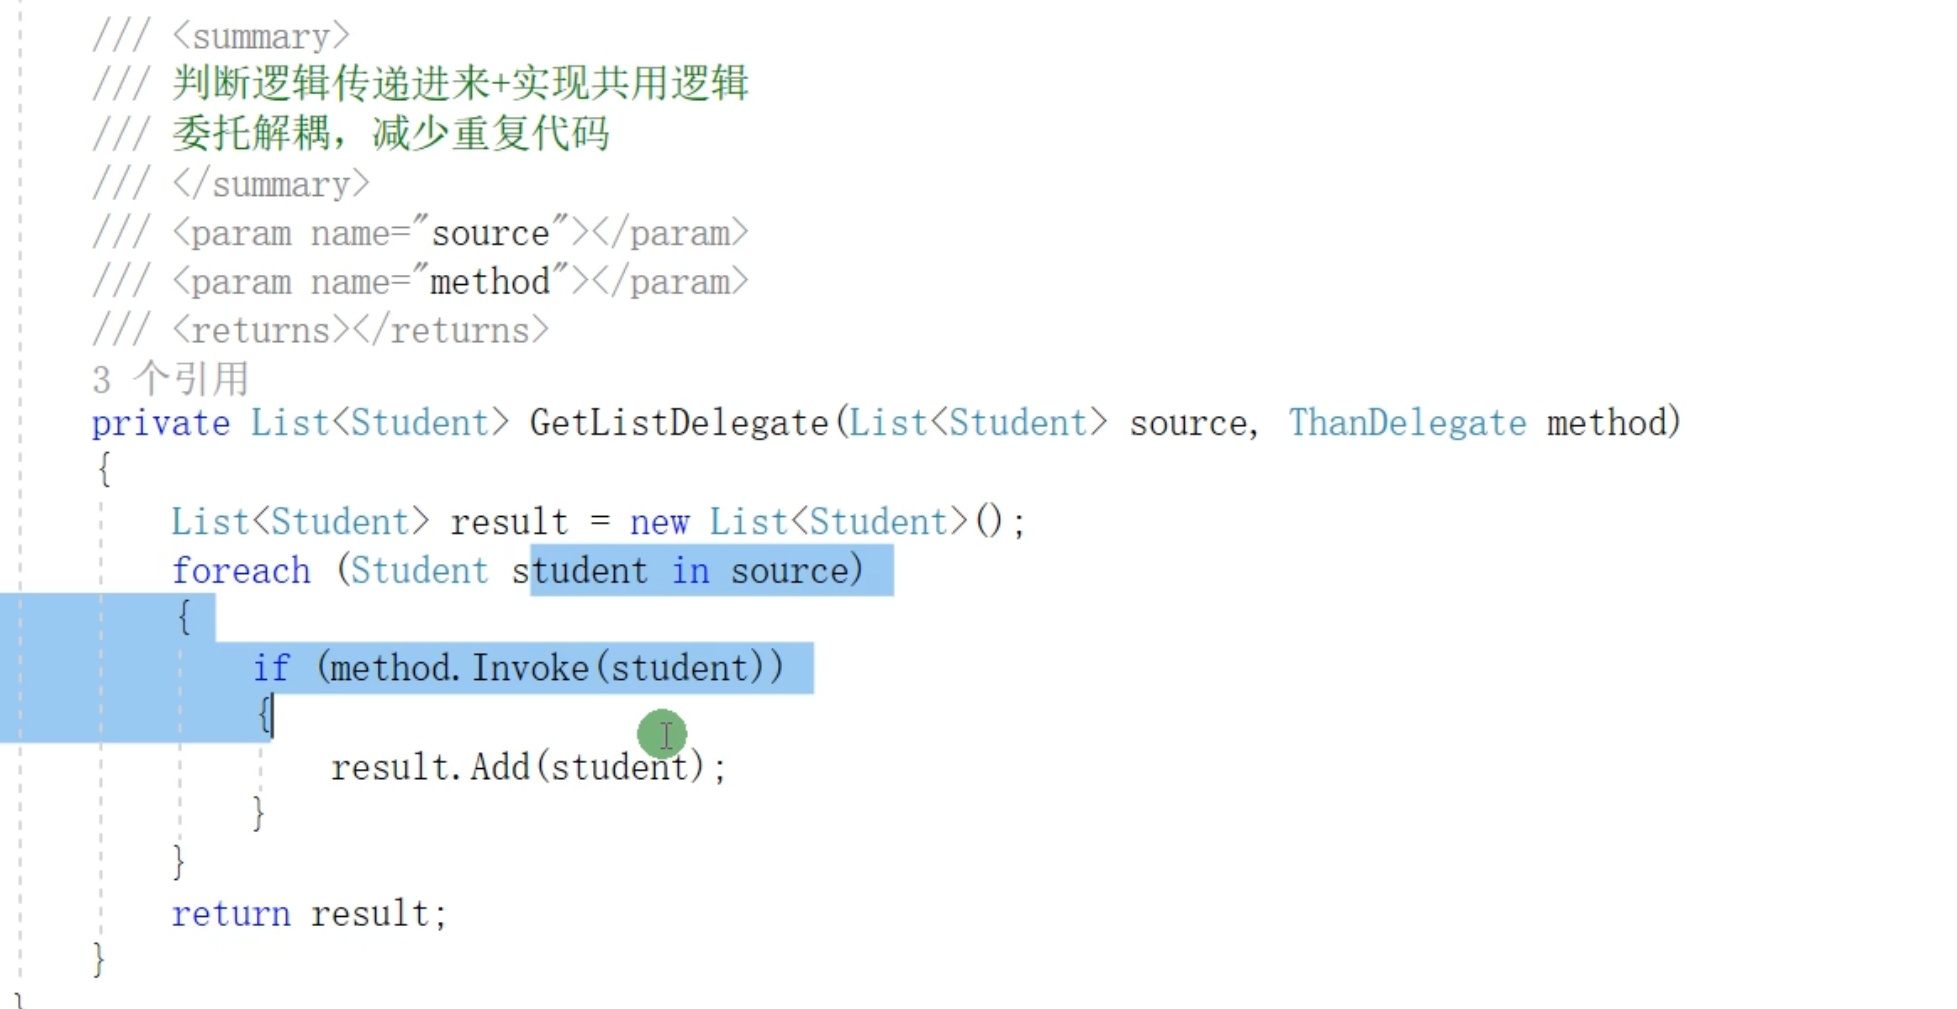 /// <summary>
/// 判断逻辑传递进来+实现共用逻辑
/// 委托解耦，减少重复代码
/// </summary>
/// <param name="source"></param>
/// <param name="method"></param>
/// <returns></returns>
3 个引用
private List<Student> GetListDelegate(List<Student> source, ThanDelegate method)
{
List<Student> result = new List<Student>();
foreach (Student student in source)
{
if (method.Invoke(student))
{
result.Add(student);
}
}
return result;
}
}